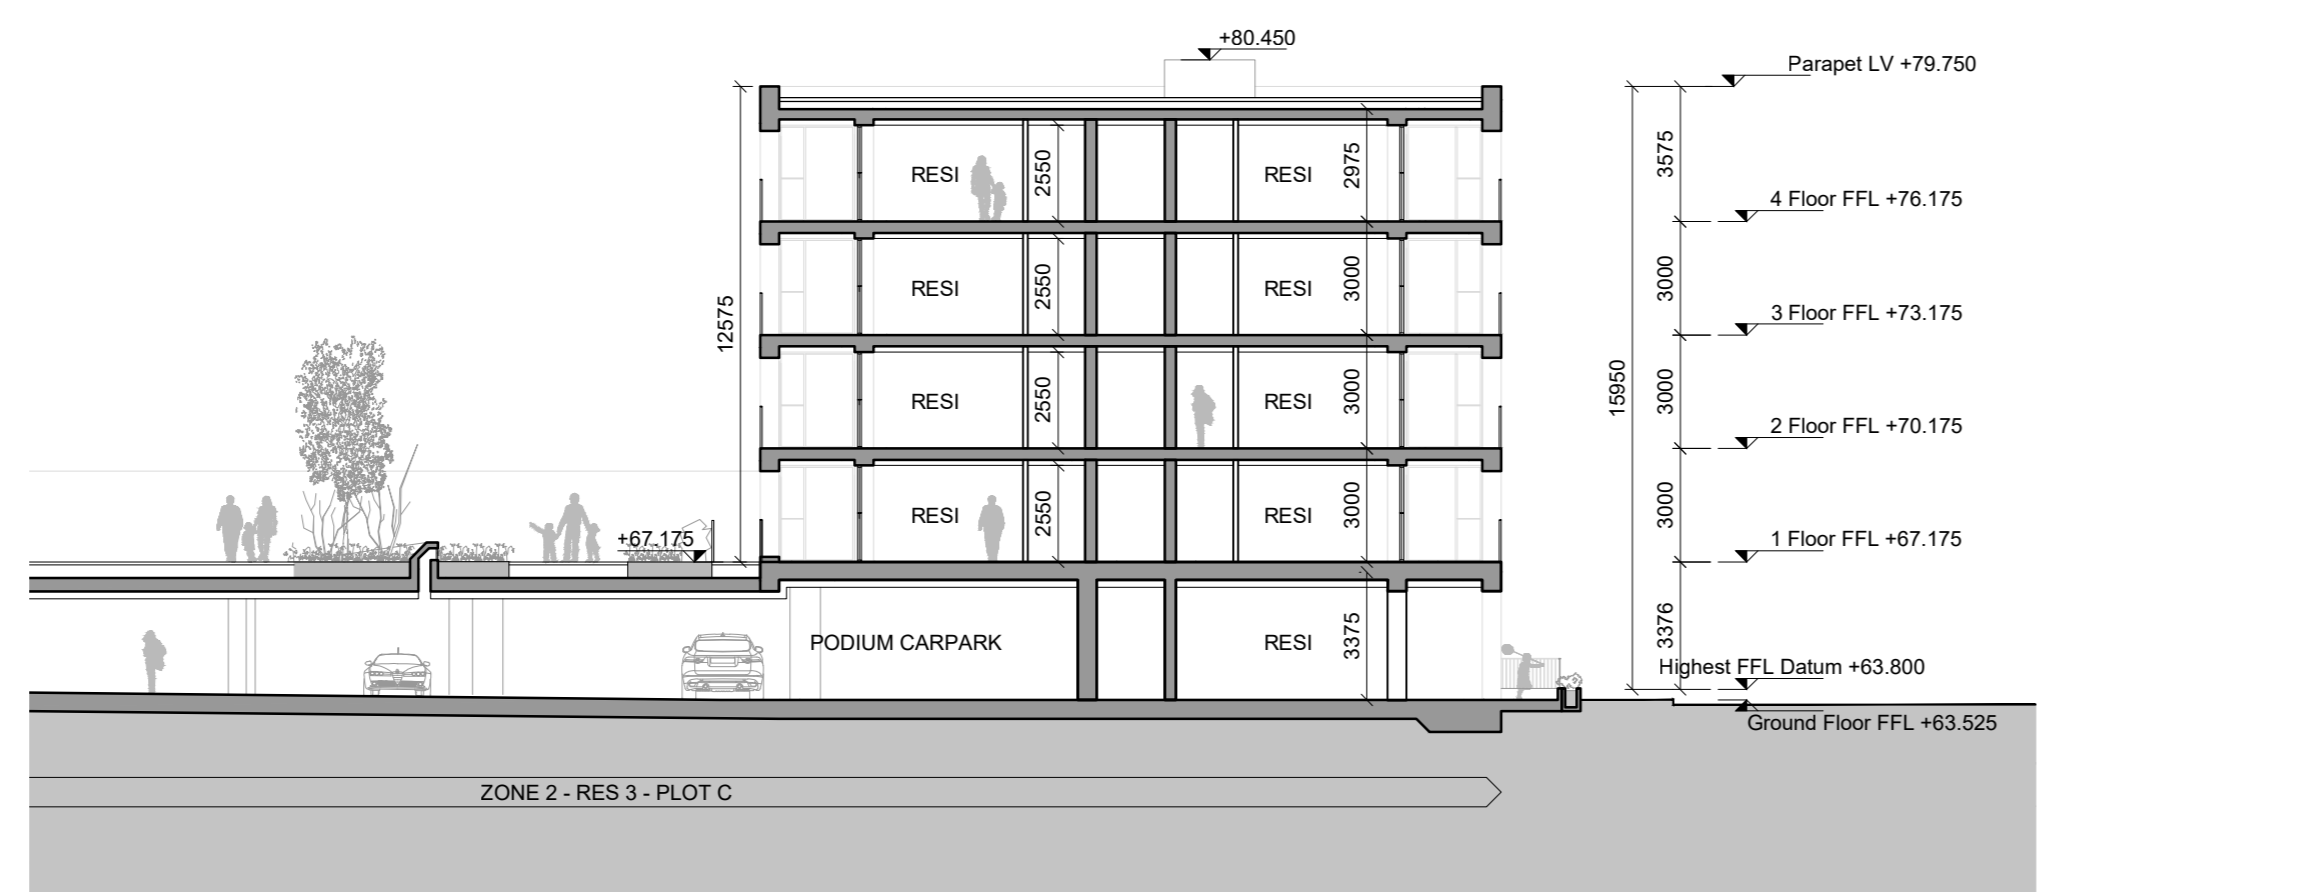 +80.450
Parapet LV +79.750
RESI
2550
RESI
2975
3575
4 Floor FFL +76.175
12575
RESI
2550
RESI
3000
3000
3 Floor FFL +73.175
15950
RESI
2550
RESI
3000
3000
2 Floor FFL +70.175
+67.175
RESI
2550
RESI
3000
3000
1 Floor FFL +67.175
PODIUM CARPARK
RESI
3375
3376
Highest FFL Datum +63.800
Ground Floor FFL +63.525
ZONE 2 - RES 3 - PLOT C